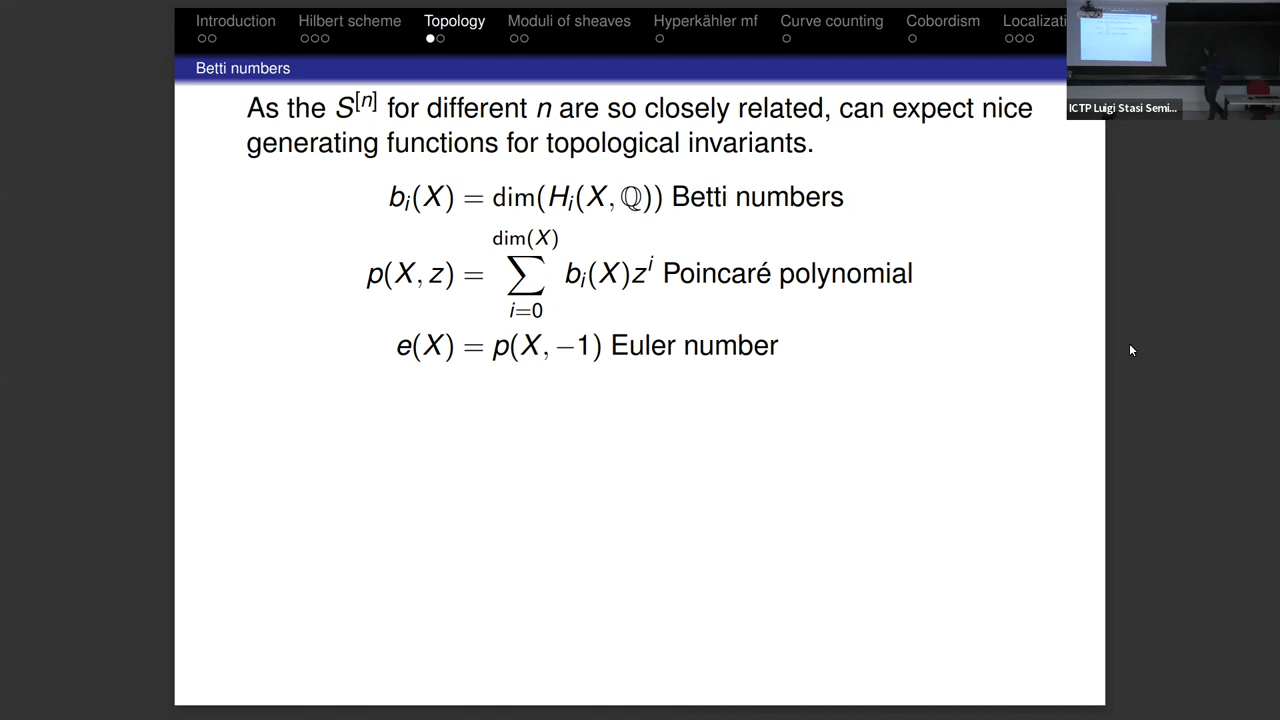 Introduction Hilbert scheme Topology Moduli of sheaves Hyperkähler mf Curve counting Cobordism Localizati
Betti numbers
As the S^[n] for different n are so closely related, can expect nice
generating functions for topological invariants.
b_i(X) = dim(H_i(X, ℚ)) Betti numbers
p(X, z) = ∑_{i=0}^{dim(X)} b_i(X)z^i Poincaré polynomial
e(X) = p(X, −1) Euler number
ICTP Luigi Stasi Semi...